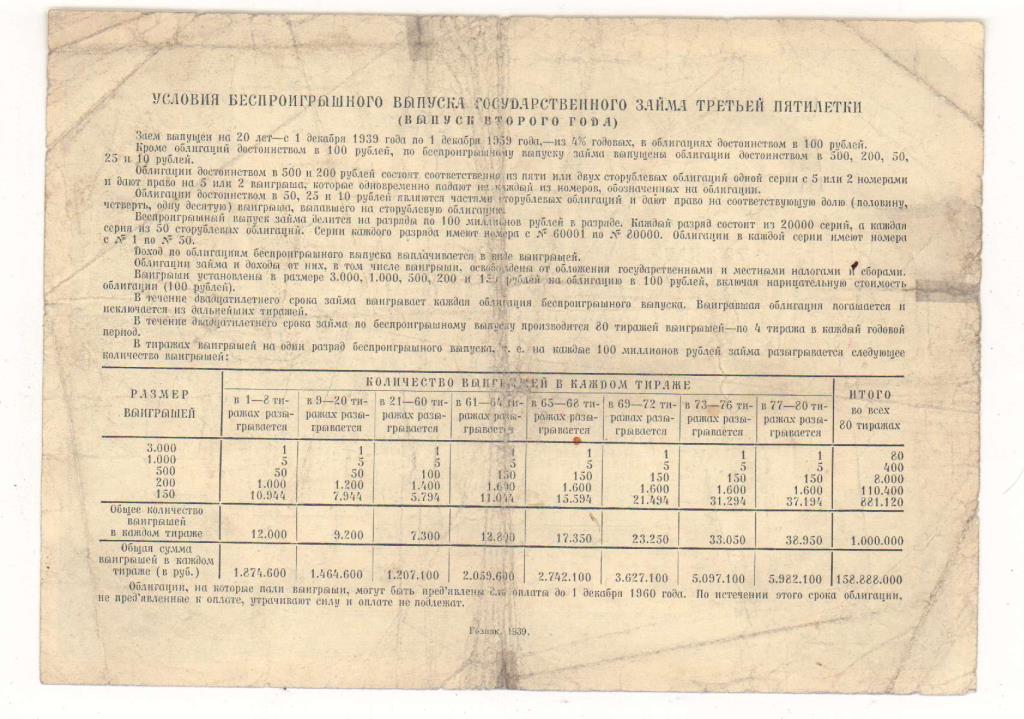 УСЛОВИЯ БЕСПРОИГРЫШНОГО ВЫПУСКА ГОСУДАРСТВЕННОГО ЗАЙМА ТРЕТЬЕЙ ПЯТИЛЕТКИ
(ВЫПУСК ВТОРОГО ГОДА)
Заем выпущен на 20 лет—с 1 декабря 1939 года по 1 декабря 1959 года,—из 4% годовых, в облигациях достоинством в 100 рублей.
Кроме облигаций достоинством в 100 рублей, по беспроигрышному выпуску займа выпущены облигации достоинством в 500, 200, 50,
25 и 10 рублей.
Облигации достоинством в 500 и 200 рублей состоят соответственно из пяти или двух сторублевых облигаций одной серии с 5 или 2 номерами
и дают право на 5 или 2 выигрыша, которые одновременно падают на каждый из номеров, обозначенных на облигации.
Облигации достоинством в 50, 25 и 10 рублей являются частями сторублевых облигаций и дают право на соответствующую долю (половину,
четверть, одну десятую) выигрыша, выпавшего на сторублевую облигацию.
Беспроигрышный выпуск займа делится на разряды по 100 миллионов рублей в разряде. Каждый разряд состоит из 20000 серий, а каждая
серия из 50 сторублевых облигаций. Серии каждого разряда имеют номера с № 60001 по № 80000. Облигации в каждой серии имеют номера
с № 1 по № 50.
Доход по облигациям беспроигрышного выпуска выплачивается в виде выигрышей.
Облигации займа и доходы от них, в том числе выигрыши, освобождены от обложения государственными и местными налогами и сборами.
Выигрыши установлены в размере 3.000, 1.000, 500, 200 и 150 рублей на облигацию в 100 рублей, включая нарицательную стоимость
облигации (100 рублей).
В течение двадцатилетнего срока займа выигрывает каждая облигация беспроигрышного выпуска. Выигравшая облигация погашается и
исключается из дальнейших тиражей.
В течение двадцатилетнего срока займа по беспроигрышному выпуску производится 80 тиражей выигрышей—по 4 тиража в каждый годовой
период.
В тиражах выигрышей на один разряд беспроигрышного выпуска, т. е. на каждые 100 миллионов рублей займа разыгрывается следующее
количество выигрышей:
РАЗМЕР ВЫИГРЫШЕЙ
КОЛИЧЕСТВО ВЫИГРЫШЕЙ В КАЖДОМ ТИРАЖЕ
ИТОГО во всех 80 тиражах
в 1—8 ти- в 9—20 ти- в 21—60 ти- в 61—64 ти- в 65—68 ти- в 69—72 ти- в 73—76 ти- в 77—80 ти-
ражах разы- ражах разы- ражах разы- ражах разы- ражах разы- ражах разы- ражах разы- ражах разы-
грывается грывается грывается грывается грывается грывается грывается грывается
3.000 1 1 1 1 1 1 1 1 80
1.000 5 5 5 5 5 5 5 5 400
500 50 50 100 150 150 150 150 150 8.000
200 1.000 1.200 1.400 1.600 1.600 1.600 1.600 1.600 110.400
150 10.944 7.944 5.794 11.044 15.594 21.494 31.294 37.194 881.120
Общее количество
выигрышей
в каждом тираже 12.000 9.200 7.300 12.800 17.350 23.250 33.050 38.950 1.000.000
Общая сумма
выигрышей в каждом
тираже (в руб.) 1.874.600 1.464.600 1.207.100 2.059.600 2.742.100 3.627.100 5.097.100 5.982.100 158.888.000
Облигации, на которые пали выигрыши, могут быть пред'явлены для оплаты до 1 декабря 1960 года. По истечении этого срока облигации,
не пред'явленные к оплате, утрачивают силу и оплате не подлежат.
Гознак. 1939.